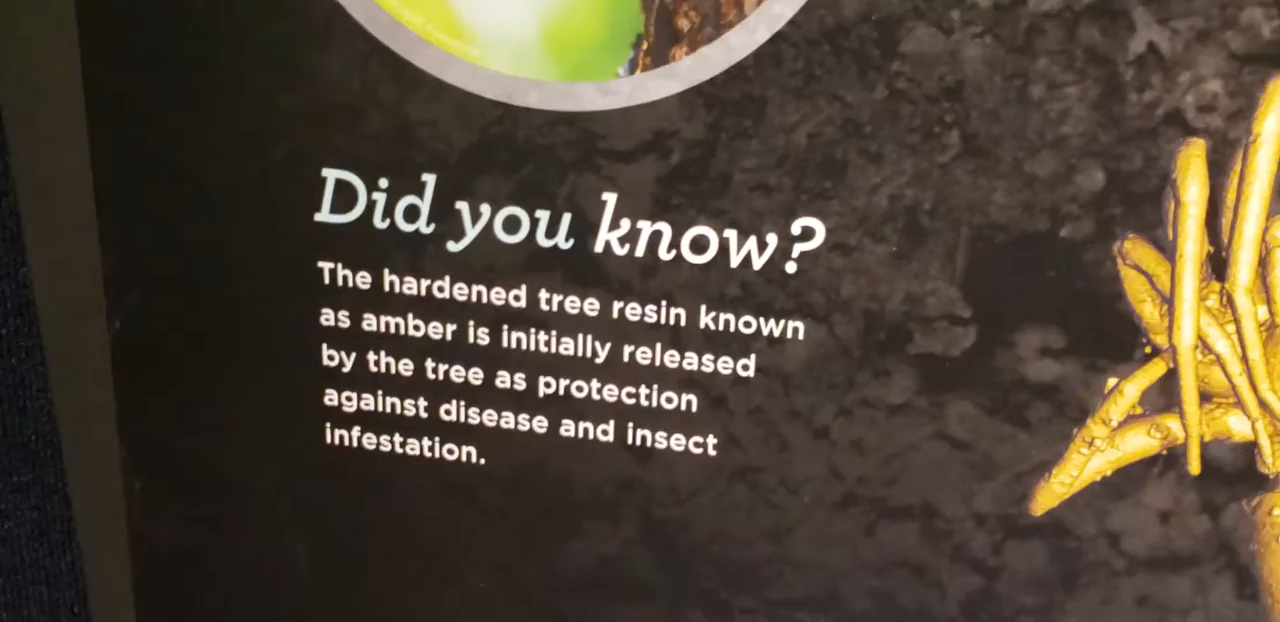 Did you know?
The hardened tree resin known
as amber is initially released
by the tree as protection
against disease and insect
infestation.